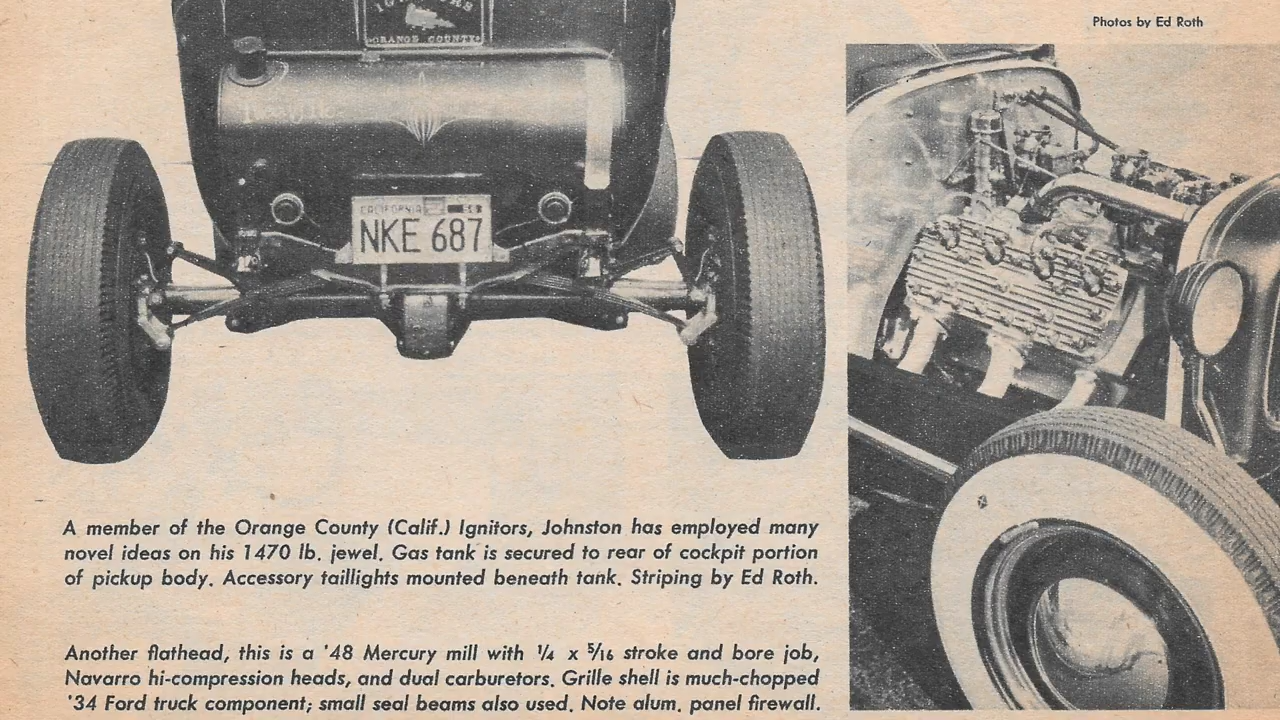 Photos by Ed Roth
ORANGE COUNTY
CALIFORNIA
NKE 687
A member of the Orange County (Calif.) Ignitors, Johnston has employed many
novel ideas on his 1470 lb. jewel. Gas tank is secured to rear of cockpit portion
of pickup body. Accessory taillights mounted beneath tank. Striping by Ed Roth.
Another flathead, this is a '48 Mercury mill with ¼ x 5/16 stroke and bore job,
Navarro hi-compression heads, and dual carburetors. Grille shell is much-chopped
'34 Ford truck component; small seal beams also used. Note alum. panel firewall.